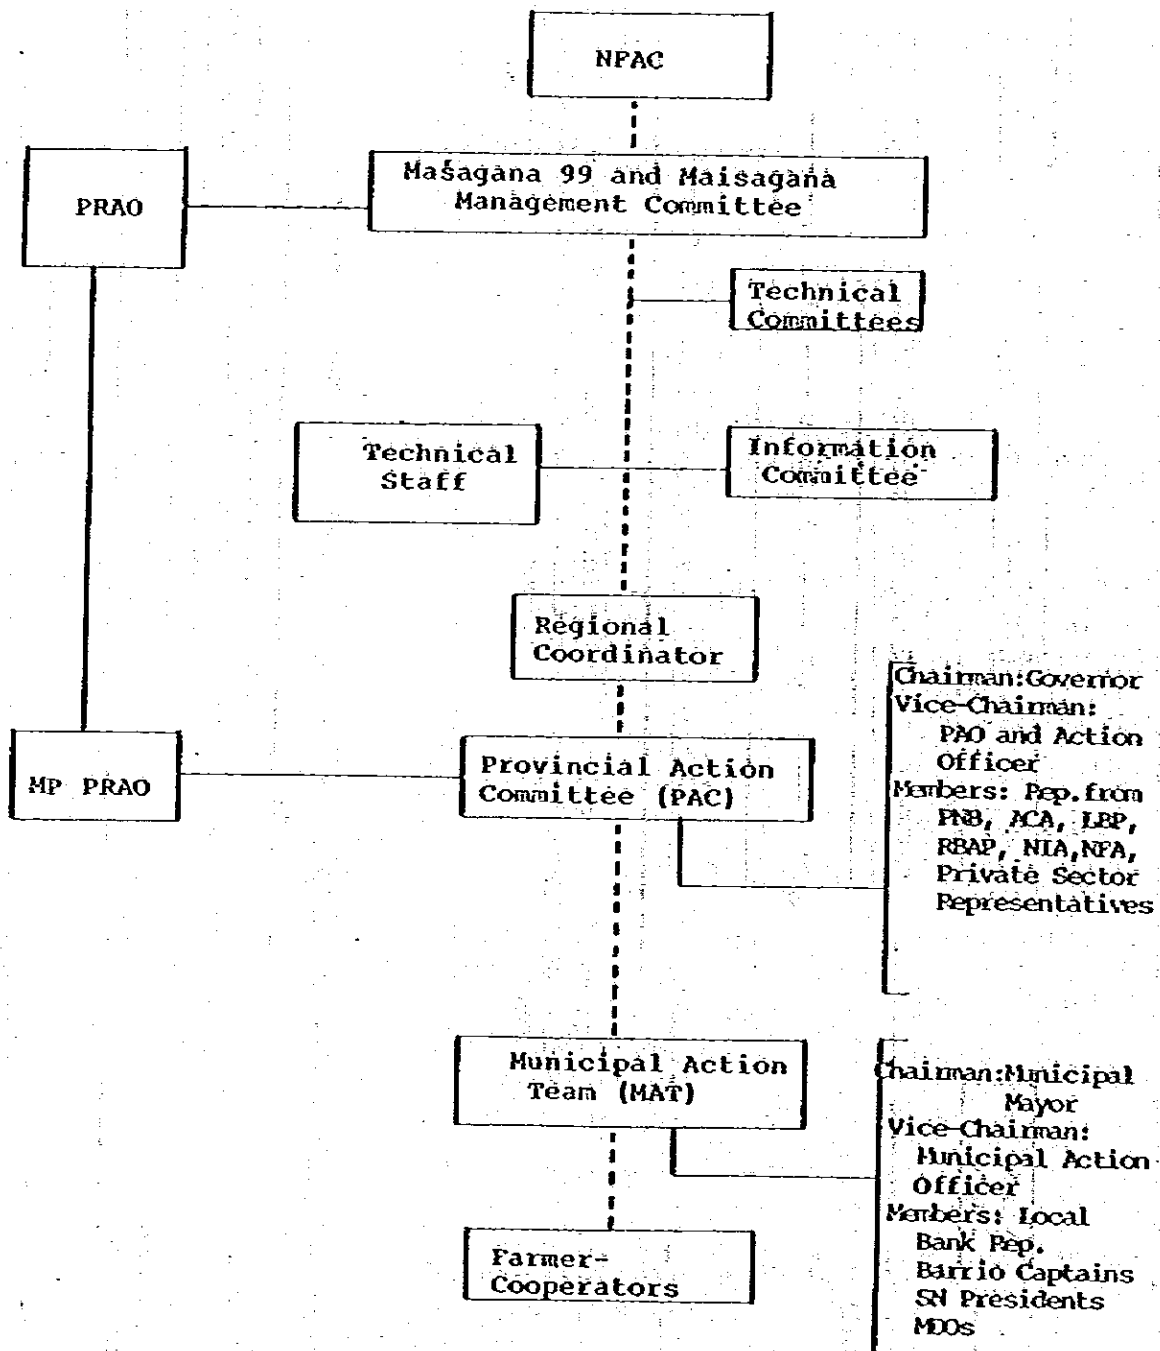 NPAC
Masagana 99 and Maisagana
Management Committee
PRAO
Technical
Committees
Technical
Staff
Information
Committee
Regional
Coordinator
MP PRAO
Provincial Action
Committee (PAC)
Chairman:Governor
Vice-Chairman:
PAO and Action
Officer
Members: Rep.from
PNB, ACA, LBP,
RBAP, NIA,NFA,
Private Sector
Representatives
Municipal Action
Team (MAT)
Chairman:Municipal
Mayor
Vice-Chairman:
Municipal Action
Officer
Members: Local
Bank Rep.
Barrio Captains
SN Presidents
MDOs
Farmer-
Cooperators